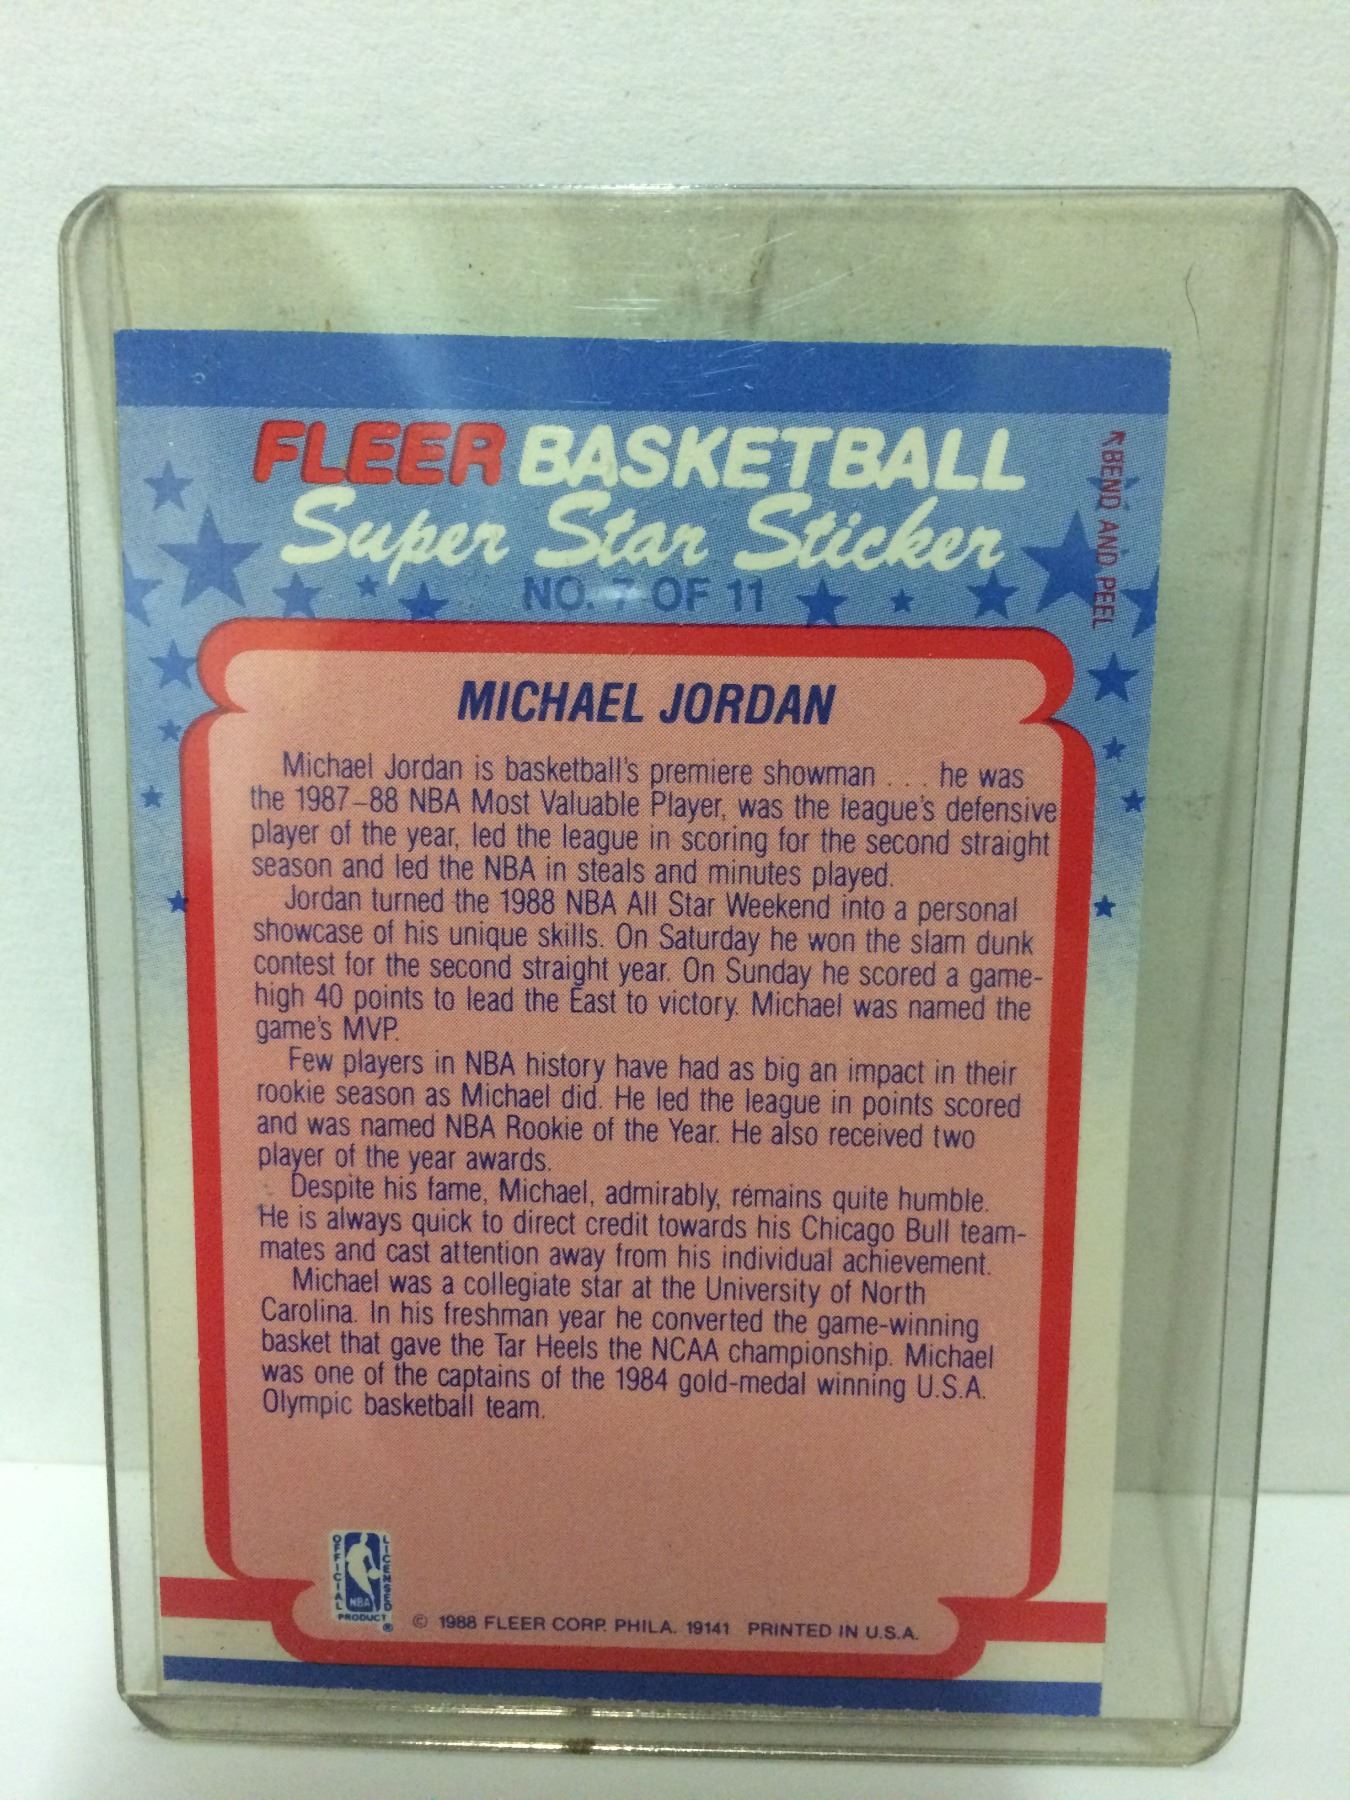 FLEER BASKETBALL
Super Star Sticker
NO. 7 OF 11
BEND AND PEEL
MICHAEL JORDAN
Michael Jordan is basketball's premiere showman . . . he was
the 1987–88 NBA Most Valuable Player, was the league's defensive
player of the year, led the league in scoring for the second straight
season and led the NBA in steals and minutes played.
Jordan turned the 1988 NBA All Star Weekend into a personal
showcase of his unique skills. On Saturday he won the slam dunk
contest for the second straight year. On Sunday he scored a game-
high 40 points to lead the East to victory. Michael was named the
game's MVP.
Few players in NBA history have had as big an impact in their
rookie season as Michael did. He led the league in points scored
and was named NBA Rookie of the Year. He also received two
player of the year awards.
Despite his fame, Michael, admirably, remains quite humble.
He is always quick to direct credit towards his Chicago Bull team-
mates and cast attention away from his individual achievement.
Michael was a collegiate star at the University of North
Carolina. In his freshman year he converted the game-winning
basket that gave the Tar Heels the NCAA championship. Michael
was one of the captains of the 1984 gold-medal winning U.S.A.
Olympic basketball team.
OFFICIAL LICENSED
NBA
PRODUCT ®
© 1988 FLEER CORP. PHILA. 19141 PRINTED IN U.S.A.